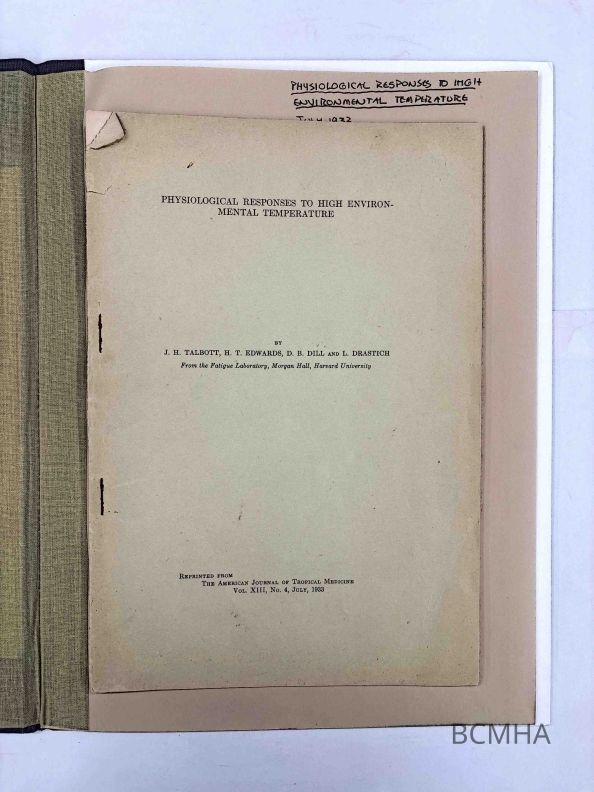 PHYSIOLOGICAL RESPONSES TO HIGH
ENVIRONMENTAL TEMPERATURE
PHYSIOLOGICAL RESPONSES TO HIGH ENVIRON-
MENTAL TEMPERATURE
BY
J. H. TALBOTT, H. T. EDWARDS, D. B. DILL AND L. DRASTICH
From the Fatigue Laboratory, Morgan Hall, Harvard University
REPRINTED FROM
THE AMERICAN JOURNAL OF TROPICAL MEDICINE
VOL. XIII, No. 4, JULY, 1933
BCMHA